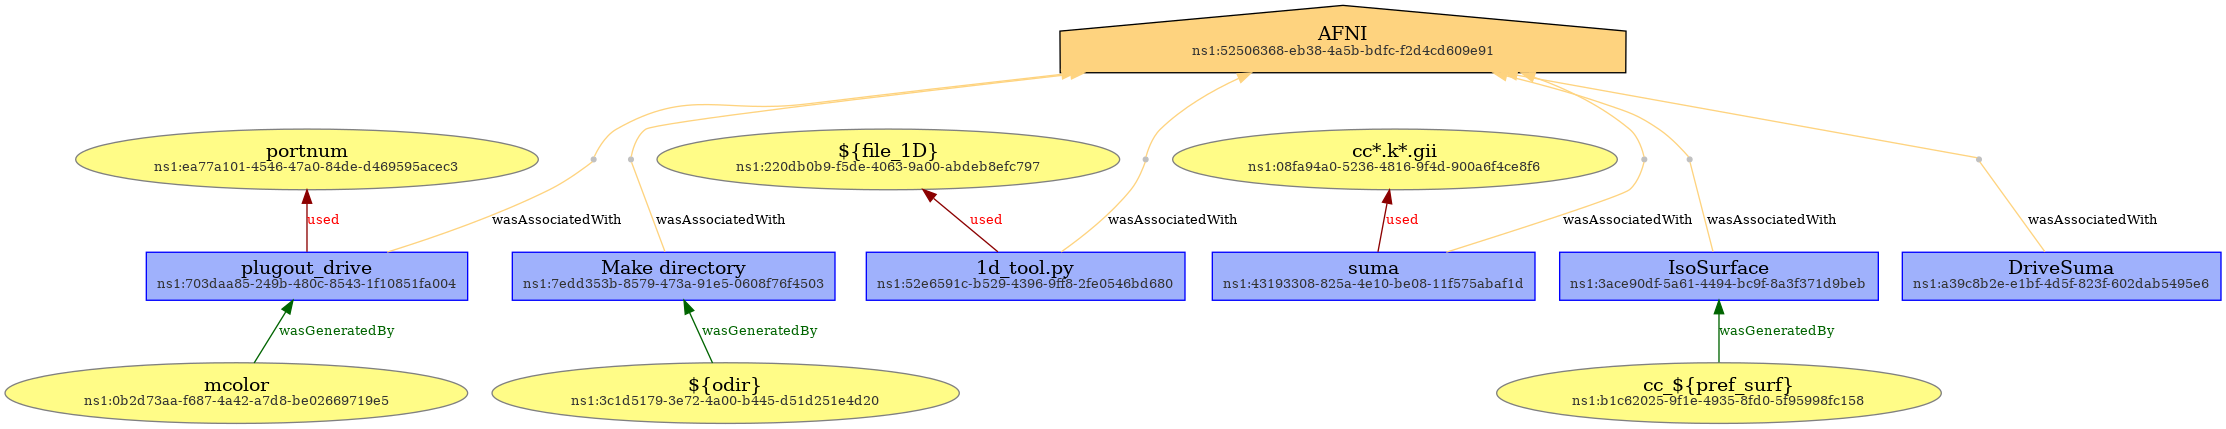 AFNI
ns1:52506368-eb38-4a5b-bdfc-f2d4cd609e91
portnum
ns1:ea77a101-4546-47a0-84de-d469595acec3
${file_1D}
ns1:220db0b9-f5de-4063-9a00-abdeb8efc797
cc*.k*.gii
ns1:08fa94a0-5236-4816-9f4d-900a6f4ce8f6
used
wasAssociatedWith
wasAssociatedWith
used
wasAssociatedWith
used
wasAssociatedWith
wasAssociatedWith
wasAssociatedWith
plugout_drive
ns1:703daa85-249b-480c-8543-1f10851fa004
Make directory
ns1:7edd353b-8579-473a-91e5-0608f76f4503
1d_tool.py
ns1:52e6591c-b529-4396-9ff8-2fe0546bd680
suma
ns1:43193308-825a-4e10-be08-11f575abaf1d
IsoSurface
ns1:3ace90df-5a61-4494-bc9f-8a3f371d9beb
DriveSuma
ns1:a39c8b2e-e1bf-4d5f-823f-602dab5495e6
wasGeneratedBy
wasGeneratedBy
wasGeneratedBy
mcolor
ns1:0b2d73aa-f687-4a42-a7d8-be02669719e5
${odir}
ns1:3c1d5179-3e72-4a00-b445-d51d251e4d20
cc_${pref_surf}
ns1:b1c62025-9f1e-4935-8fd0-5f95998fc158